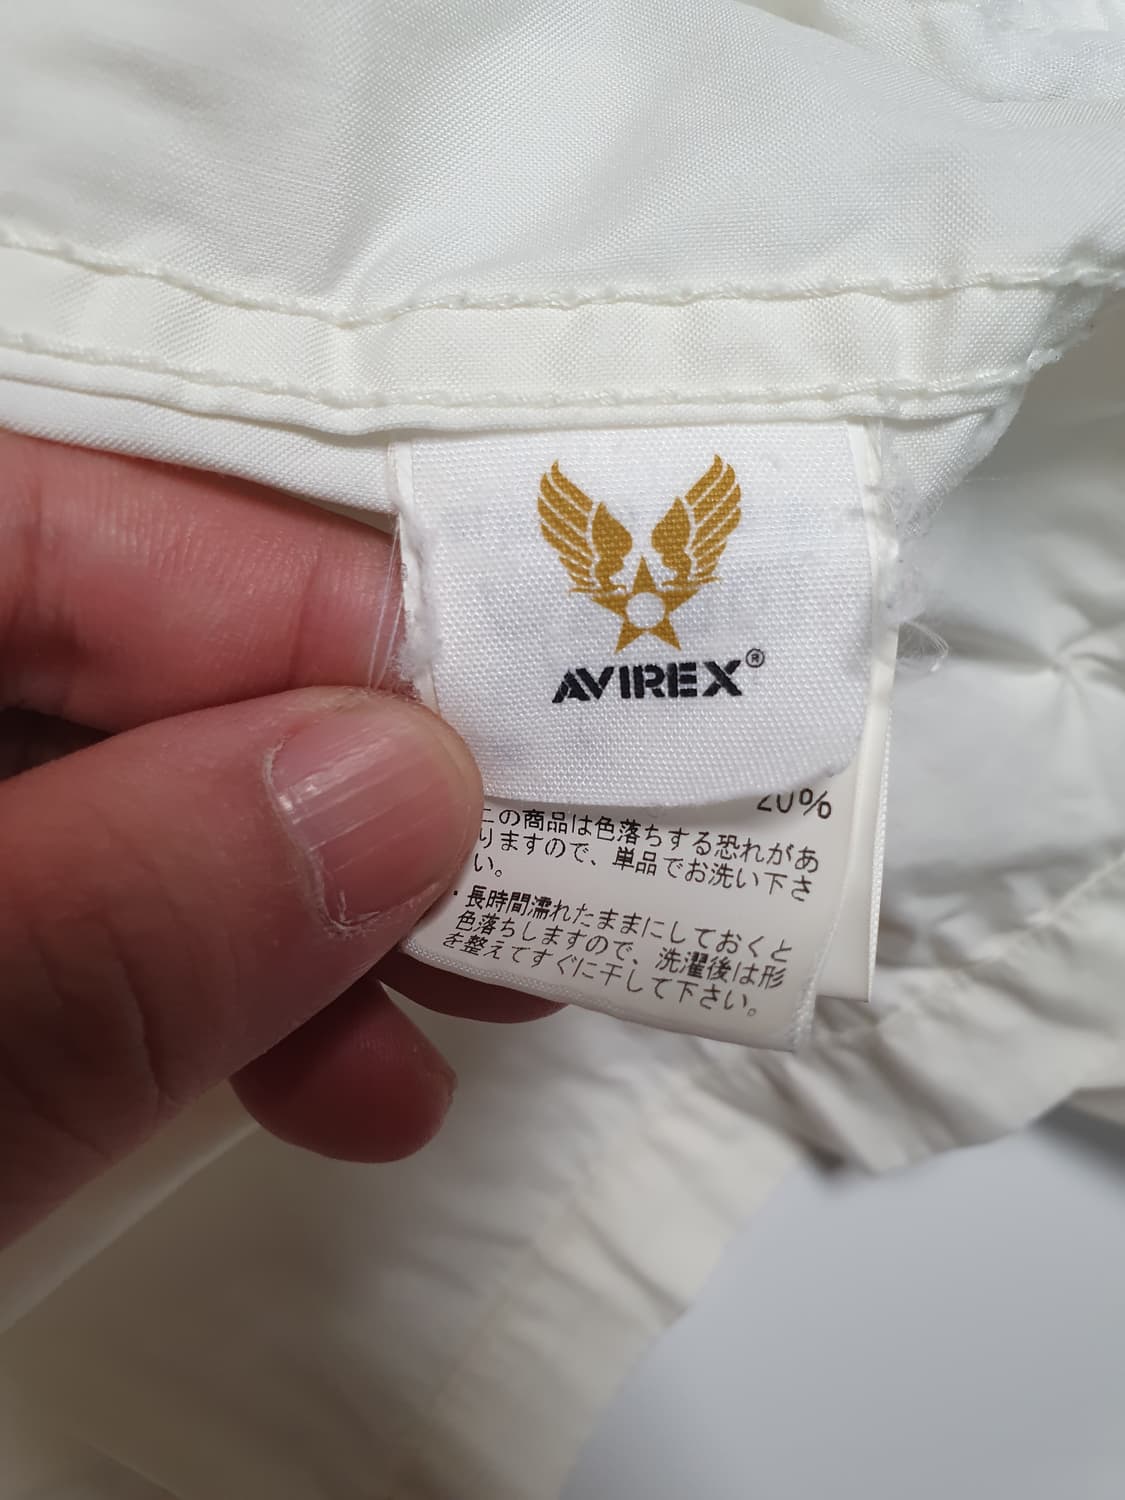 AVIREX®
20%
この商品は色落ちする恐れがあ
りますので、単品でお洗い下さ
い。
・長時間濡れたままにしておくと
色落ちしますので、洗濯後は形
を整えてすぐに干して下さい。